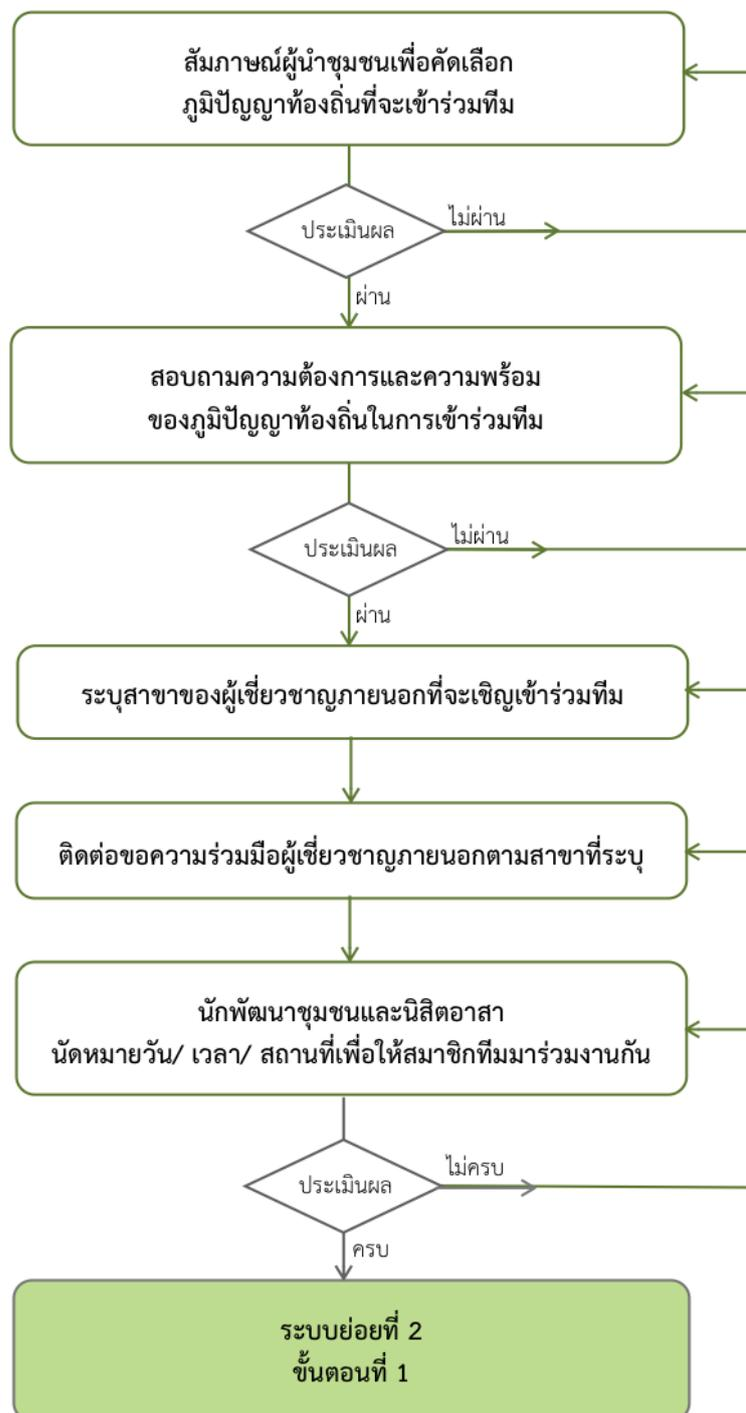 สัมภาษณ์ผู้นำชุมชนเพื่อคัดเลือก
ภูมิปัญญาท้องถิ่นที่จะเข้าร่วมทีม
ประเมินผล
ไม่ผ่าน
ผ่าน
สอบถามความต้องการและความพร้อม
ของภูมิปัญญาท้องถิ่นในการเข้าร่วมทีม
ประเมินผล
ไม่ผ่าน
ผ่าน
ระบุสาขาของผู้เชี่ยวชาญภายนอกที่จะเชิญเข้าร่วมทีม
ติดต่อขอความร่วมมือผู้เชี่ยวชาญภายนอกตามสาขาที่ระบุ
นักพัฒนาชุมชนและนิสิตอาสา
นัดหมายวัน/ เวลา/ สถานที่เพื่อให้สมาชิกทีมมาร่วมงานกัน
ประเมินผล
ไม่ครบ
ครบ
ระบบย่อยที่ 2
ขั้นตอนที่ 1